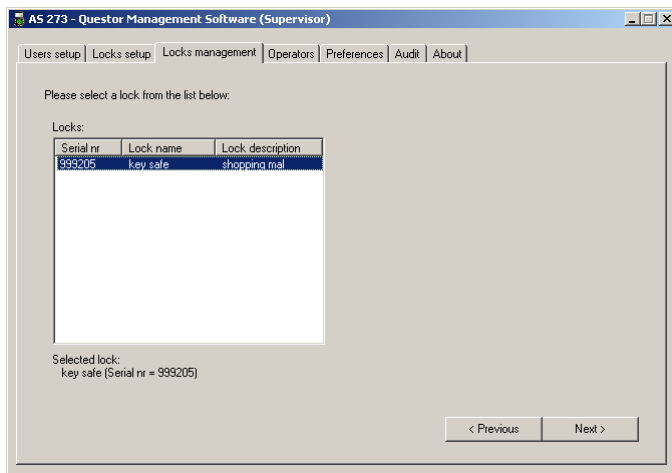 AS 273 - Questor Management Software (Supervisor)
Users setup Locks setup Locks management Operators Preferences Audit About
Please select a lock from the list below:
Locks:
Serial nr Lock name Lock description
999205 key safe shopping mal
Selected lock:
key safe (Serial nr = 999205)
< Previous Next >